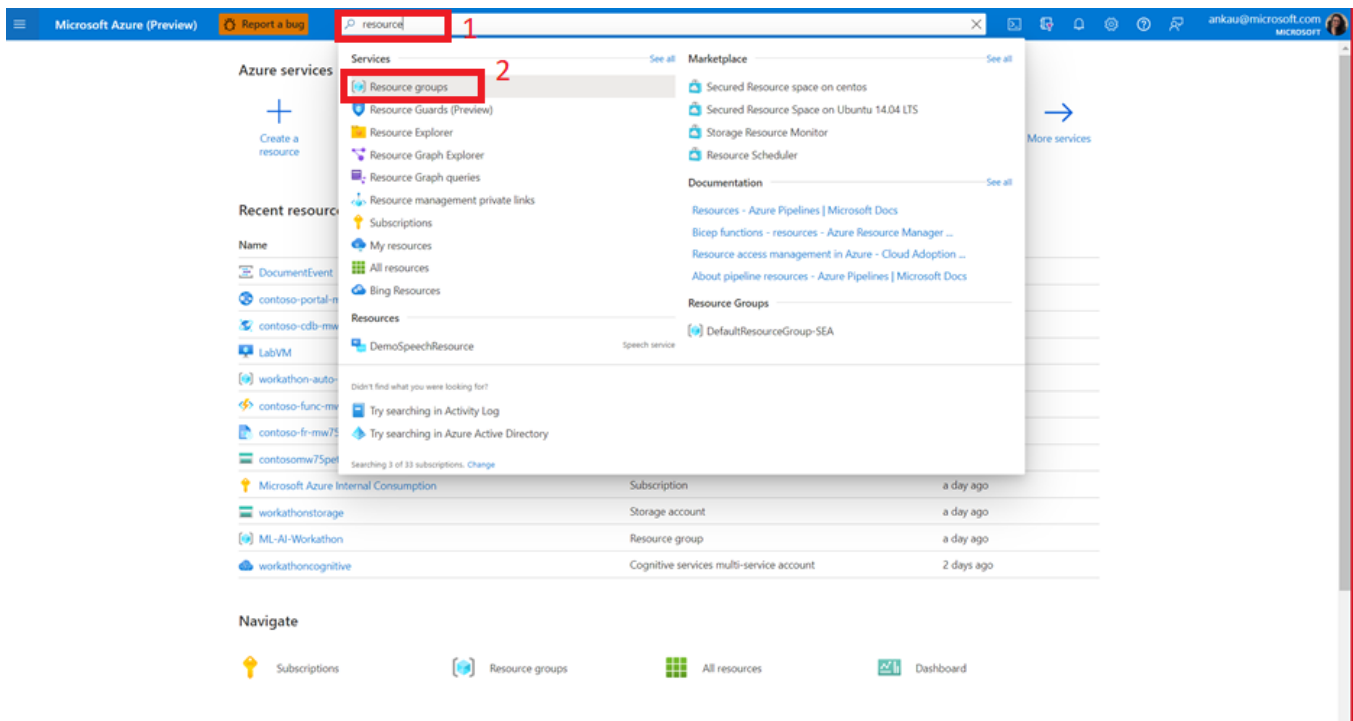 Microsoft Azure (Preview)
Report a bug
resource
1
ankau@microsoft.com
MICROSOFT
Azure services
Create a
resource
More services
Services
See all
2
Resource groups
Resource Guards (Preview)
Resource Explorer
Resource Graph Explorer
Resource Graph queries
Resource management private links
Subscriptions
My resources
All resources
Bing Resources
Resources
DemoSpeechResource
Speech service
Marketplace
See all
Secured Resource space on centos
Secured Resource Space on Ubuntu 14.04 LTS
Storage Resource Monitor
Resource Scheduler
Documentation
See all
Resources - Azure Pipelines | Microsoft Docs
Bicep functions - resources - Azure Resource Manager ...
Resource access management in Azure - Cloud Adoption ...
About pipeline resources - Azure Pipelines | Microsoft Docs
Resource Groups
DefaultResourceGroup-SEA
Didn't find what you were looking for?
Try searching in Activity Log
Try searching in Azure Active Directory
Searching 3 of 33 subscriptions. Change
Recent resourc
Name
DocumentEvent
contoso-portal-m
contoso-cdb-mw
LabVM
workathon-auto-
contoso-func-mw
contoso-fr-mw75
contosomw75pet
Microsoft Azure Internal Consumption Subscription a day ago
workathonstorage Storage account a day ago
ML-AI-Workathon Resource group a day ago
workathoncognitive Cognitive services multi-service account 2 days ago
Navigate
Subscriptions Resource groups All resources Dashboard